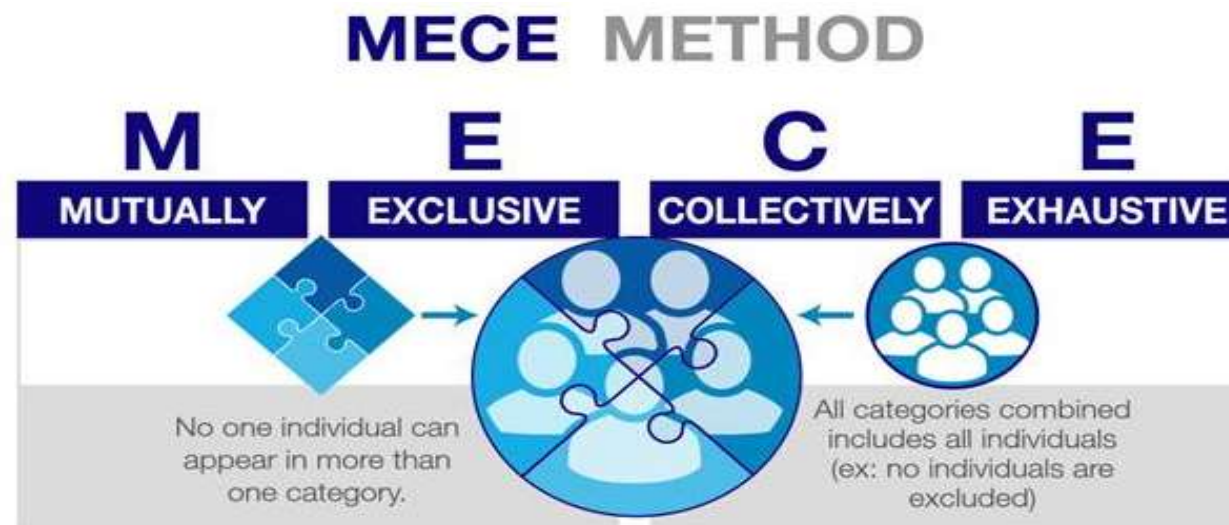 MECE METHOD
M E C E
MUTUALLY EXCLUSIVE COLLECTIVELY EXHAUSTIVE
No one individual can
appear in more than
one category.
All categories combined
includes all individuals
(ex: no individuals are
excluded)